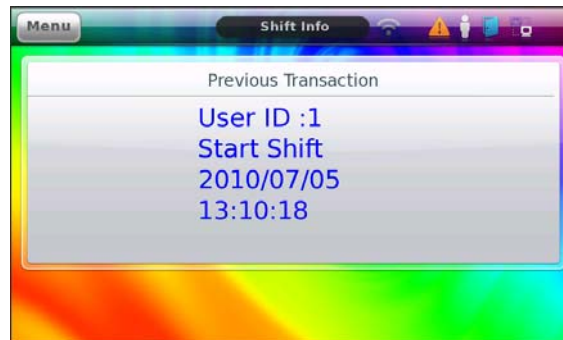 Menu
Shift Info
Previous Transaction
User ID :1
Start Shift
2010/07/05
13:10:18